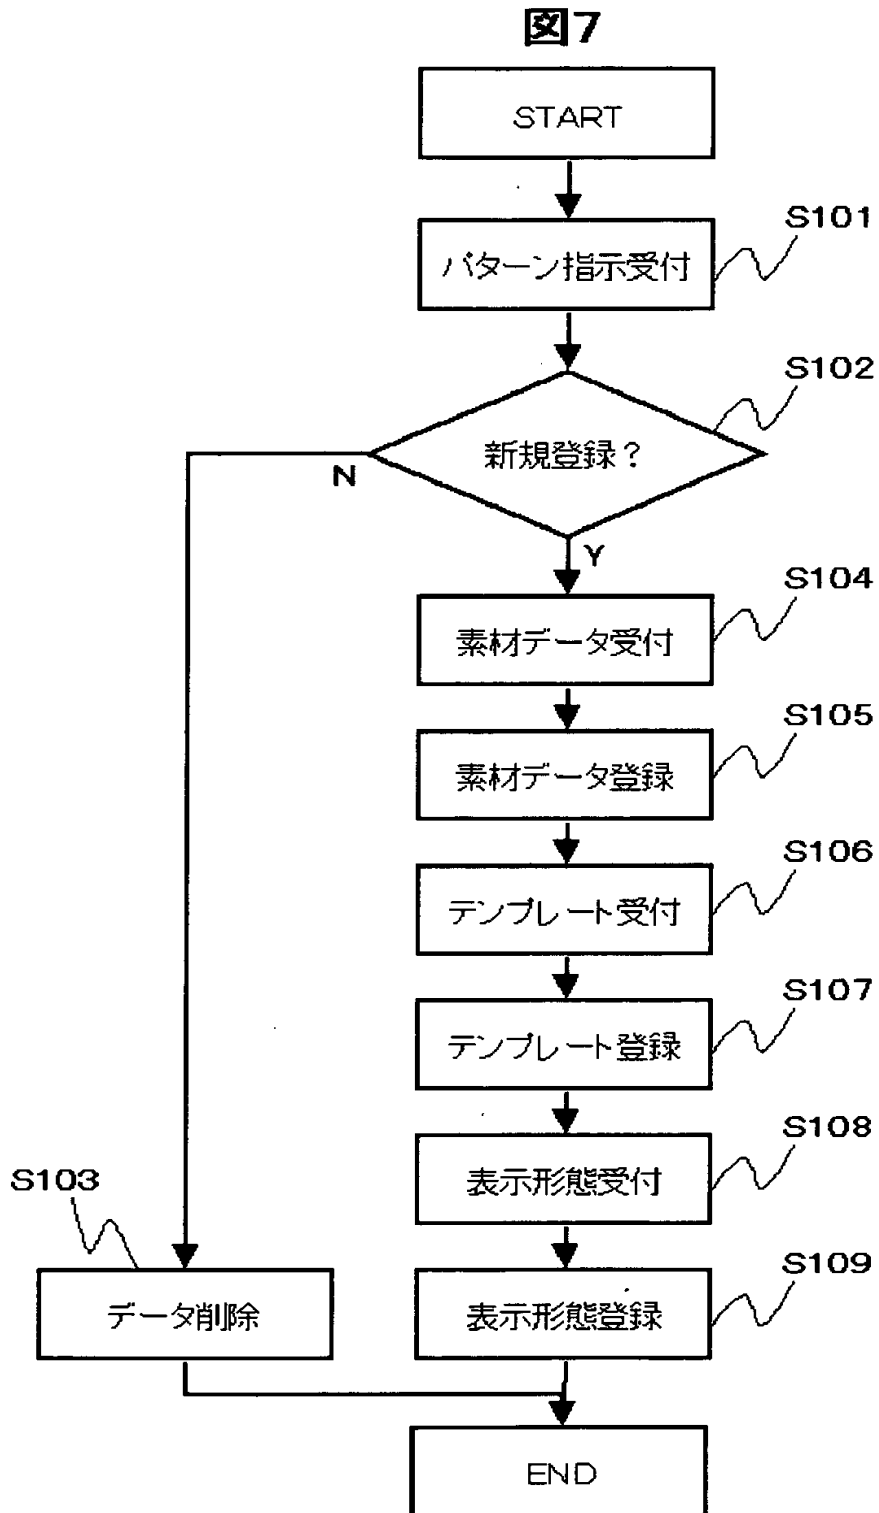 図7
START
S101
パターン指示受付
S102
新規登録？
N
Y
S104
素材データ受付
S105
素材データ登録
S106
テンプレート受付
S107
テンプレート登録
S108
表示形態受付
S103
S109
データ削除
表示形態登録
END